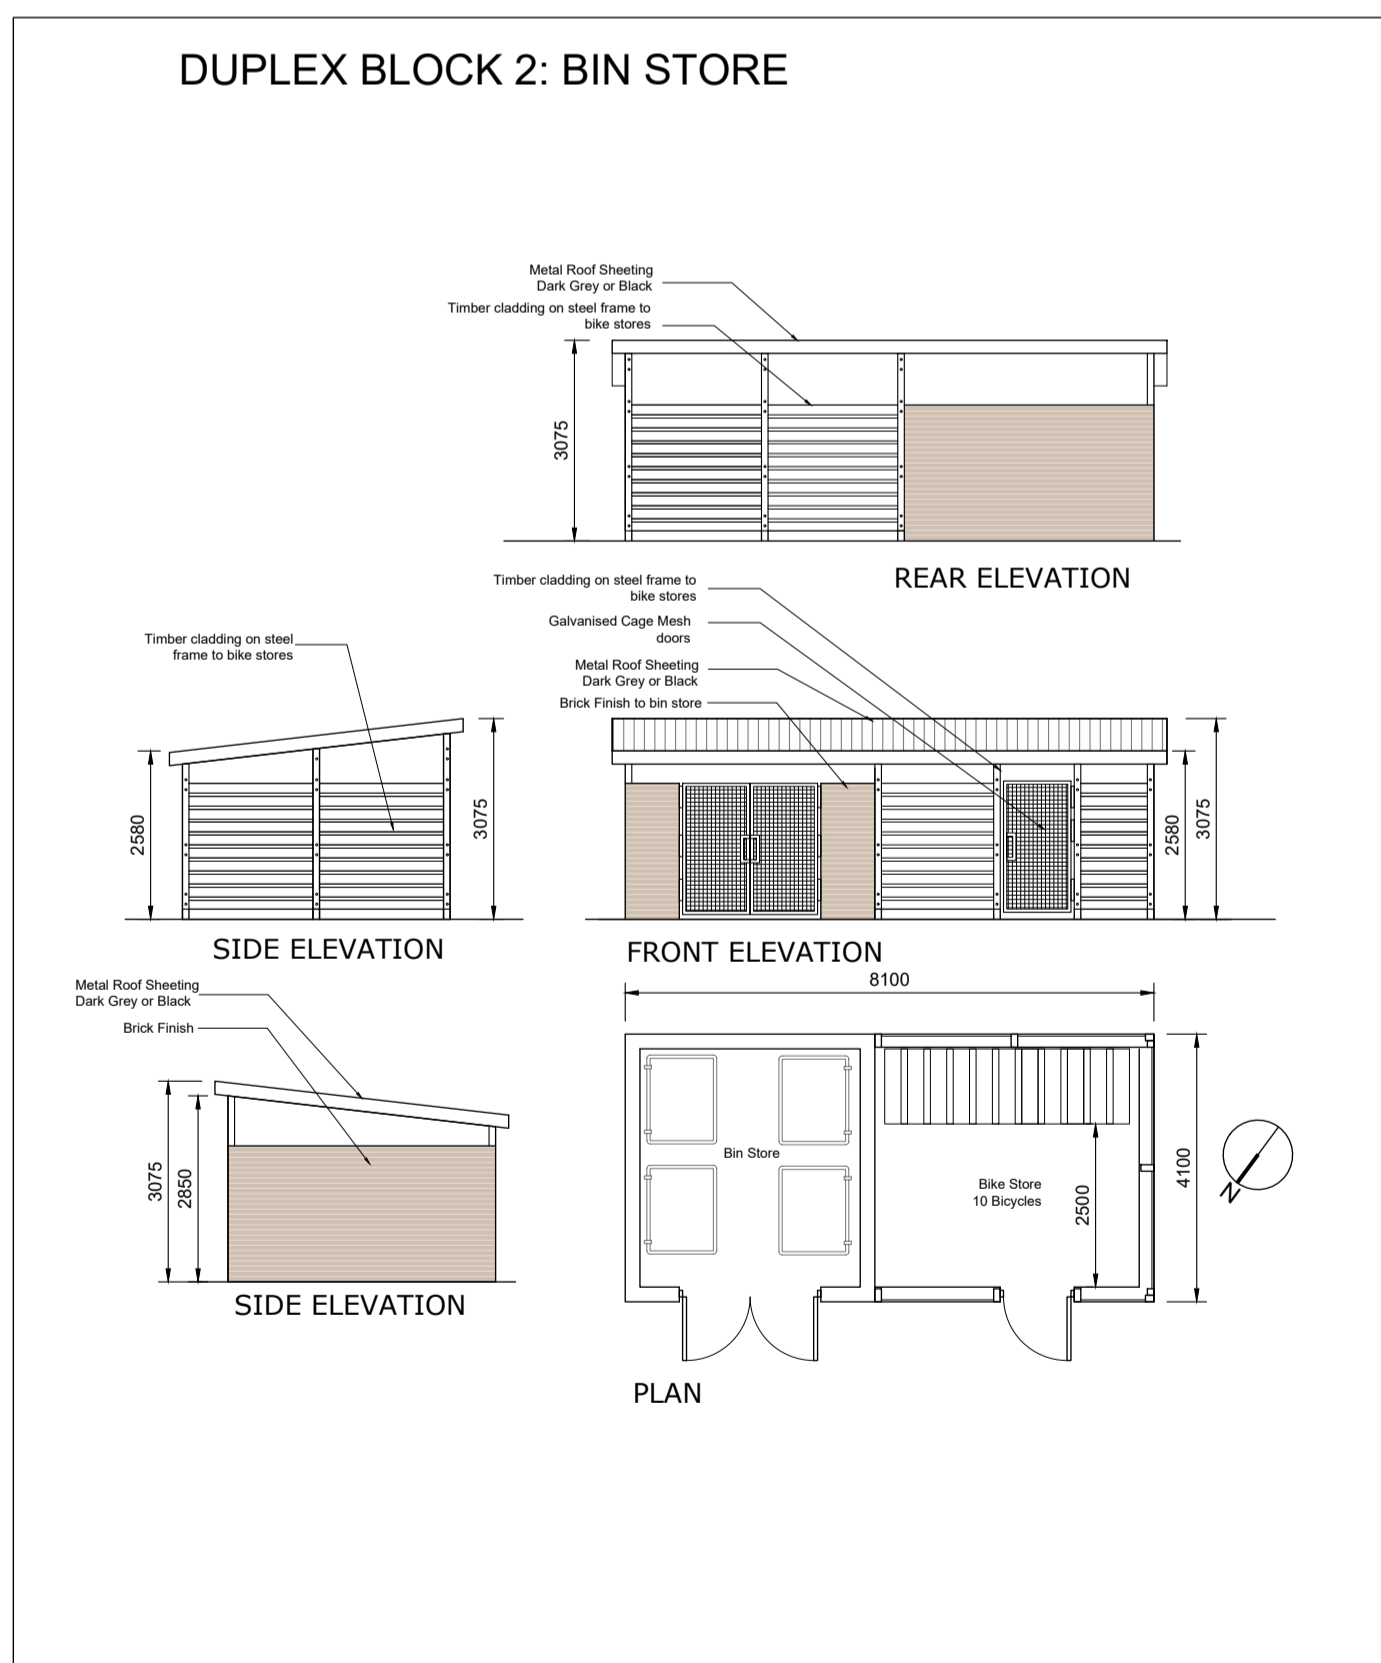 DUPLEX BLOCK 2: BIN STORE
Metal Roof Sheeting
Dark Grey or Black
Timber cladding on steel frame to
bike stores
3075
REAR ELEVATION
Timber cladding on steel frame to
bike stores
Galvanised Cage Mesh
doors
Metal Roof Sheeting
Dark Grey or Black
Brick Finish to bin store
2580
3075
FRONT ELEVATION
Timber cladding on steel
frame to bike stores
2580
3075
SIDE ELEVATION
Metal Roof Sheeting
Dark Grey or Black
Brick Finish
3075
2850
SIDE ELEVATION
8100
Bin Store
Bike Store
10 Bicycles
2500
4100
N
PLAN